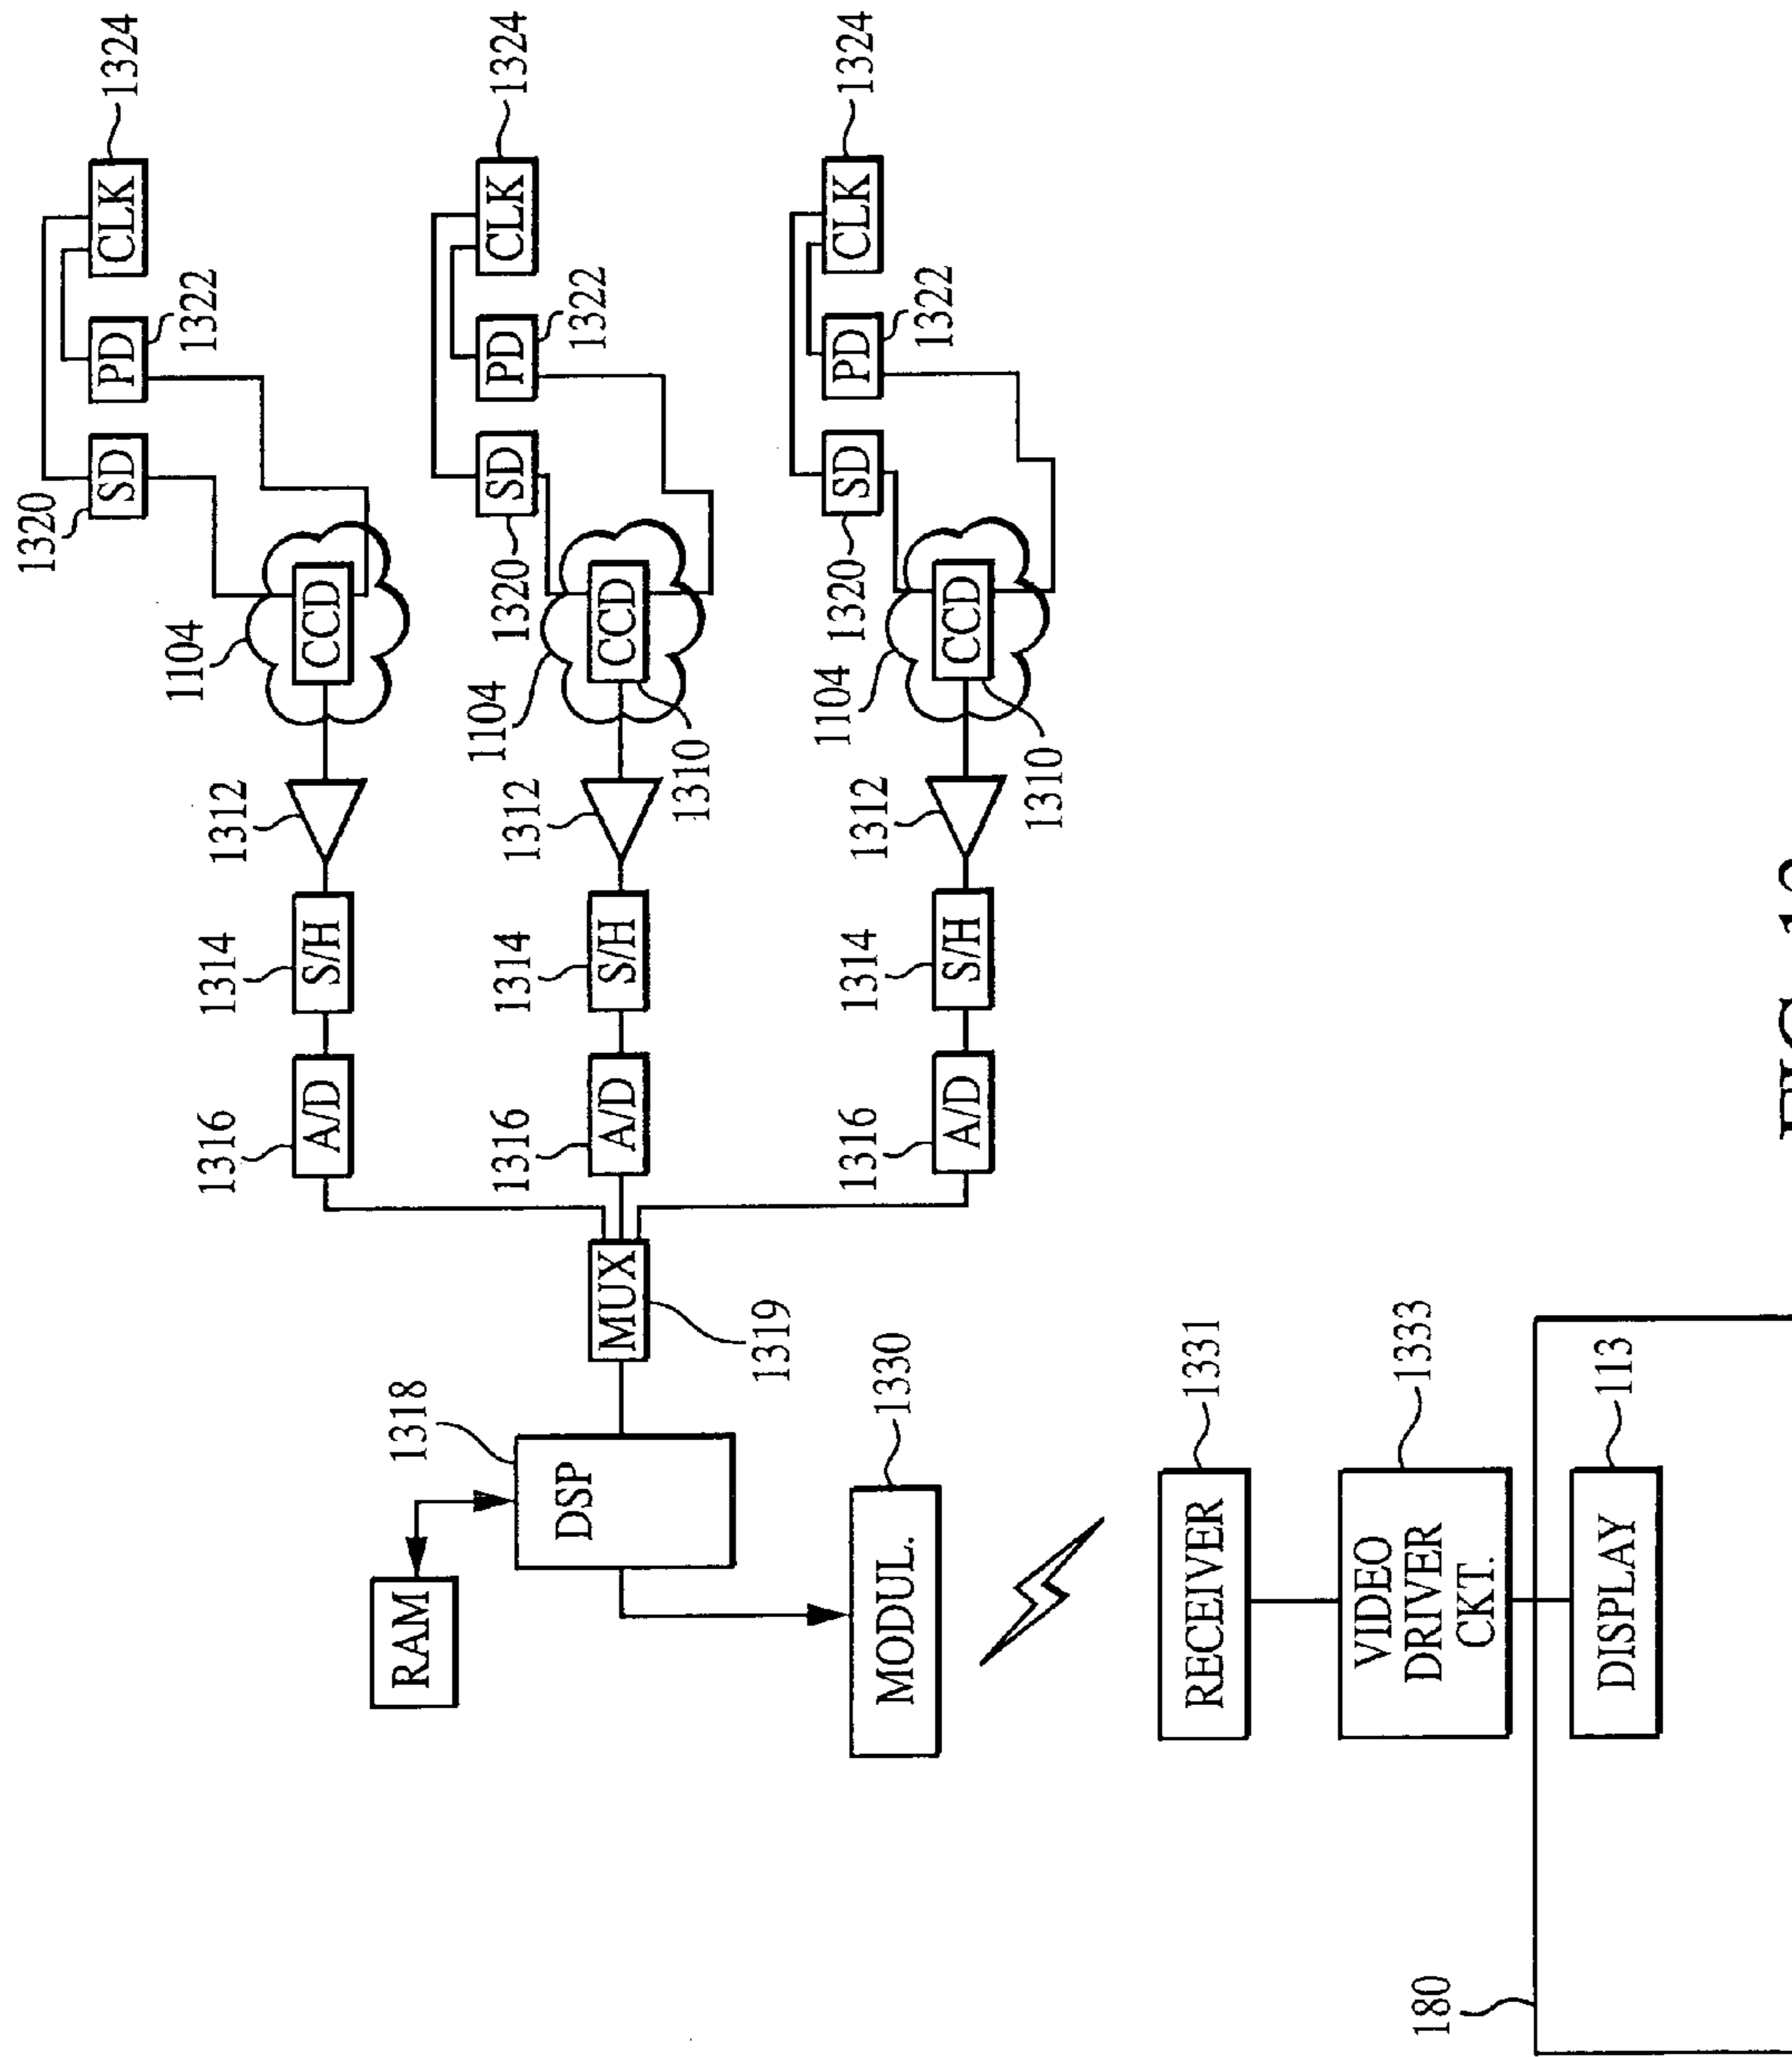 1320
SD PD CLK 1324
1316 1314 1312 1104 1322
A/D S/H CCD
RAM 1318
1316 1314 1312 1104 1320 SD PD CLK 1324
DSP MUX A/D S/H CCD 1322
1310
1319
1316 1314 1312 1104 1320 SD PD CLK 1324
MODUL. 1330
A/D S/H CCD 1322
1310
RECEIVER 1331
VIDEO
DRIVER
CKT.
1333
180
DISPLAY 113
FIG.